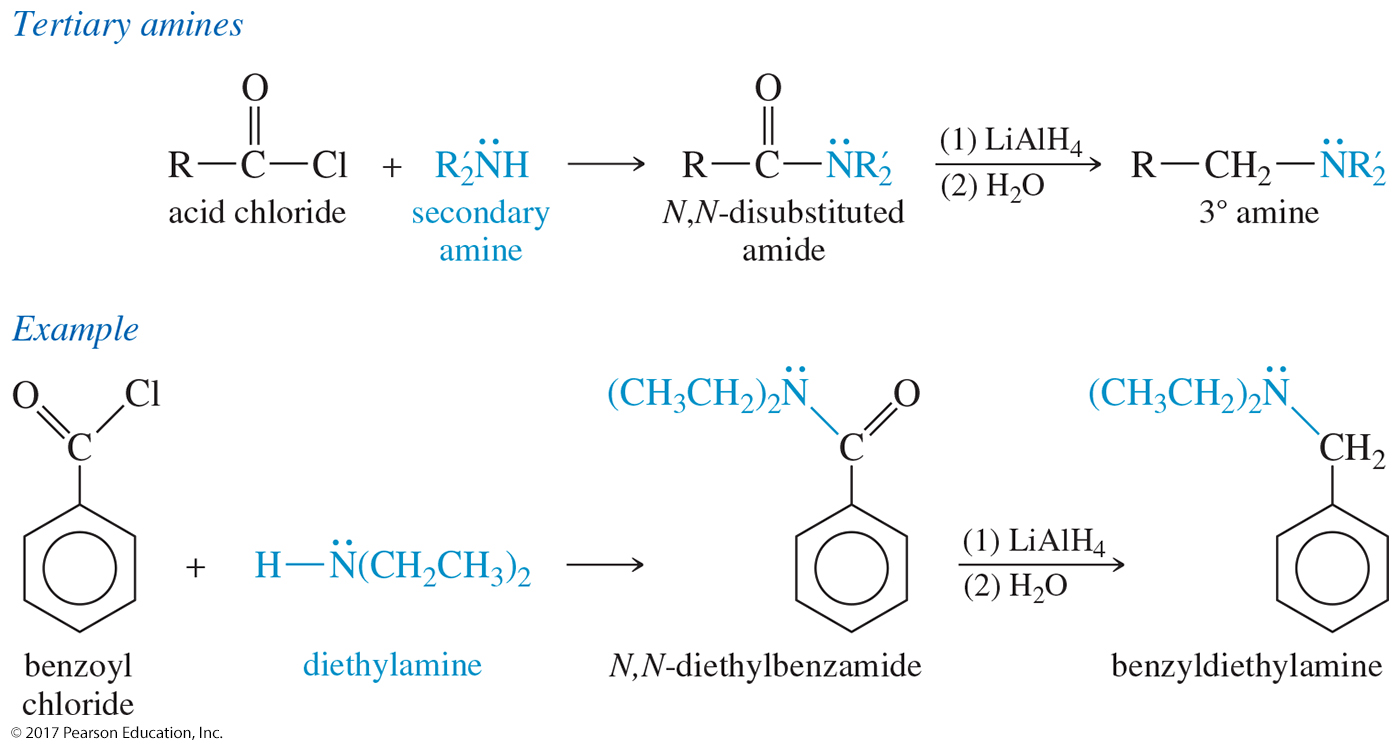 Tertiary amines
O O
R—C—Cl + R′₂N̈H R—C—N̈R′₂ (1) LiAlH₄ (2) H₂O R—CH₂—N̈R′₂
acid chloride secondary amine N,N-disubstituted amide 3° amine
Example
O Cl (CH₃CH₂)₂N̈ O (CH₃CH₂)₂N̈
C C CH₂
+ H—N̈(CH₂CH₃)₂ (1) LiAlH₄ (2) H₂O
benzoyl chloride diethylamine N,N-diethylbenzamide benzyldiethylamine
© 2017 Pearson Education, Inc.